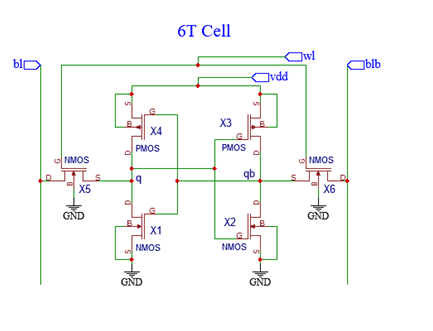 6T Cell
bl
wl
blb
vdd
S
S
G
G
B
B
X4
X3
PMOS
PMOS
D
D
G
G
NMOS
NMOS
D
S
q
qb
S
D
B
B
X5
X6
GND
GND
D
D
G
X2
B
B
X1
G
NMOS
NMOS
S
S
GND
GND